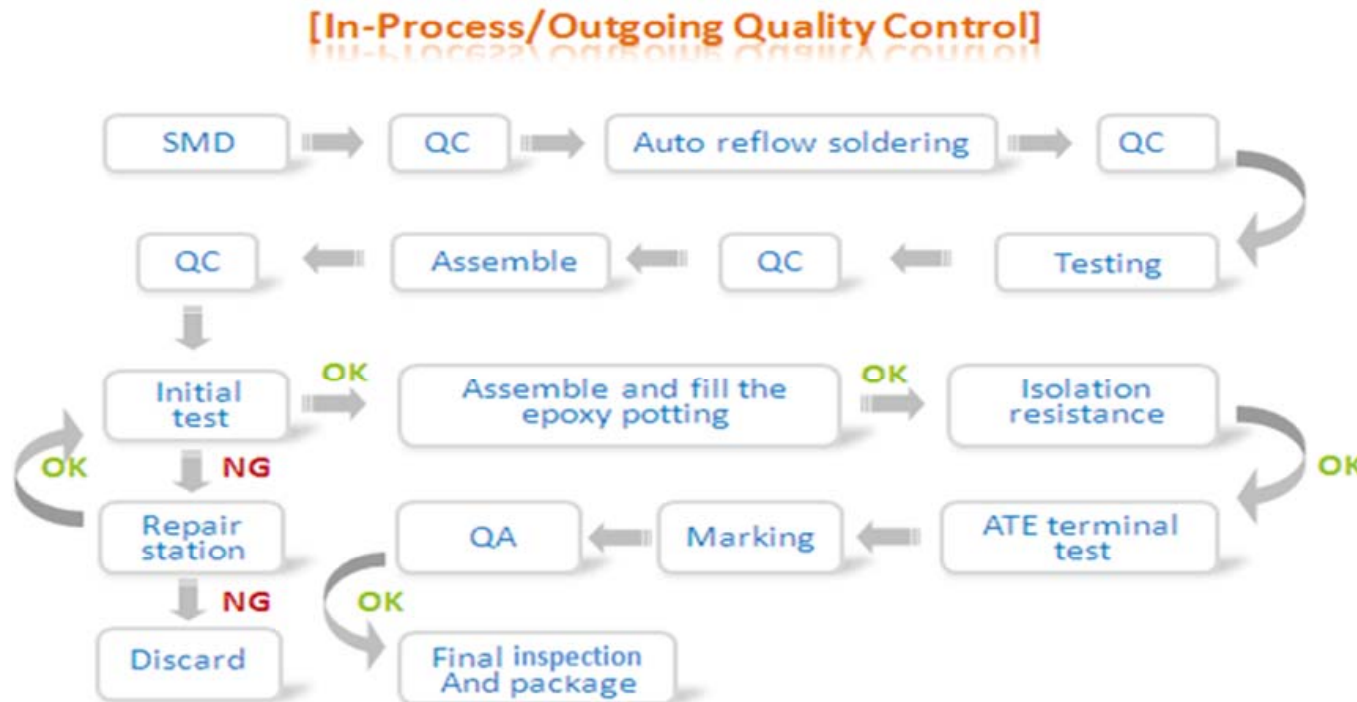 [In-Process/Outgoing Quality Control]
SMD
QC
Auto reflow soldering
QC
Testing
QC
Assemble
QC
Initial
test
OK
Assemble and fill the
epoxy potting
OK
Isolation
resistance
OK
NG
OK
Repair
station
ATE terminal
test
Marking
QA
NG
Discard
OK
Final inspection
And package